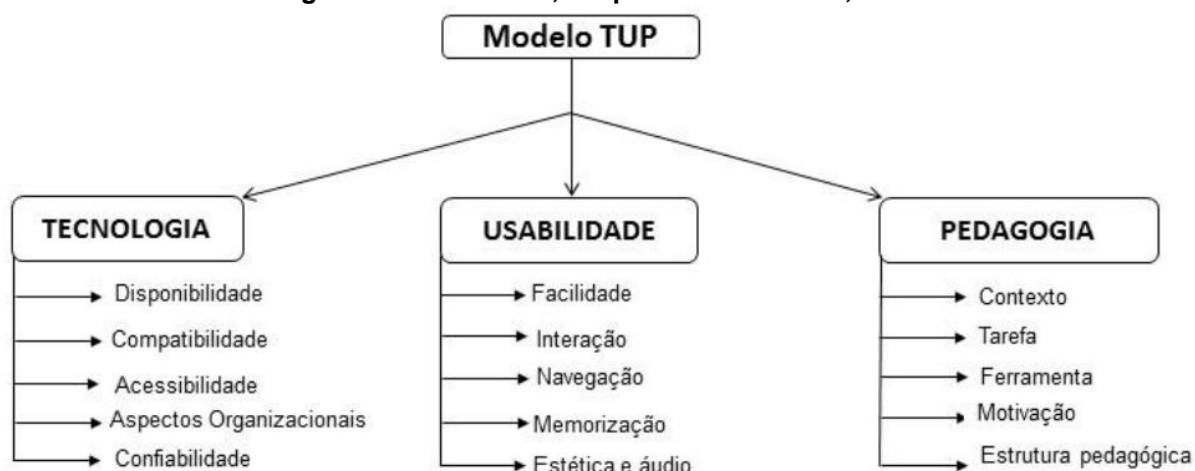 Modelo TUP
TECNOLOGIA
Disponibilidade
Compatibilidade
Acessibilidade
Aspectos Organizacionais
Confiabilidade
USABILIDADE
Facilidade
Interação
Navegação
Memorização
Estética e áudio
PEDAGOGIA
Contexto
Tarefa
Ferramenta
Motivação
Estrutura pedagógica